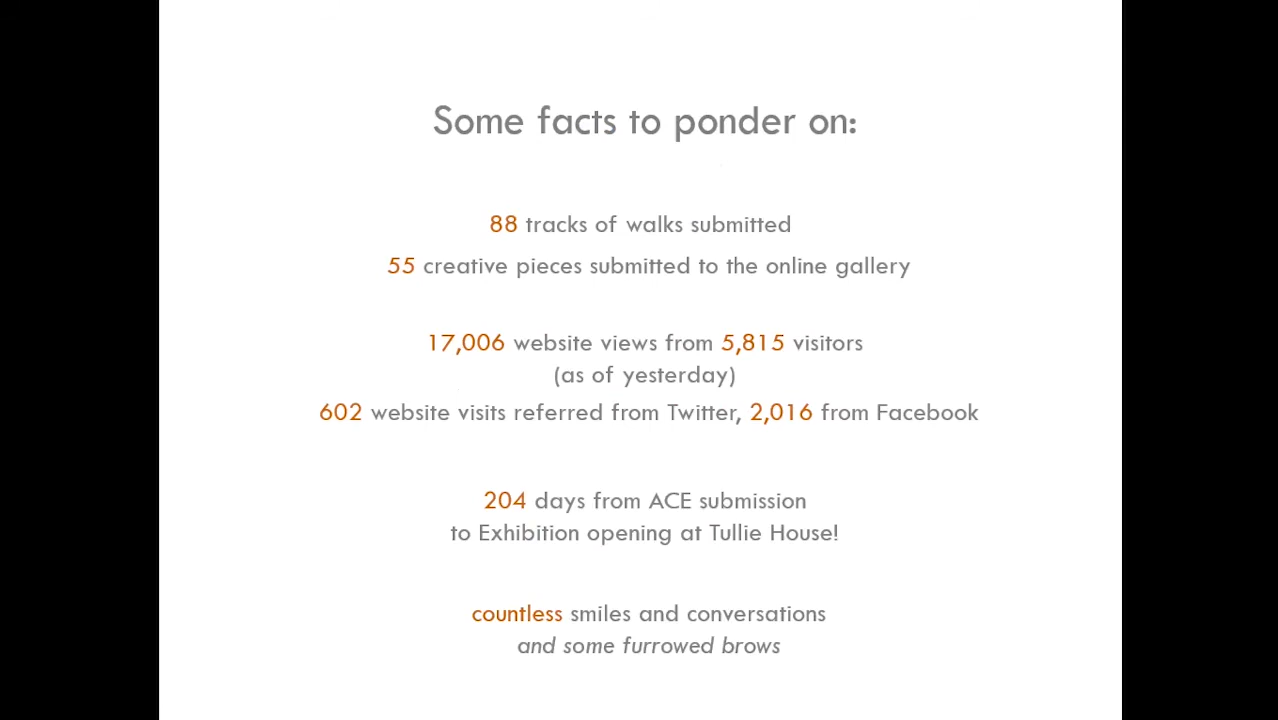 Some facts to ponder on:
88 tracks of walks submitted
55 creative pieces submitted to the online gallery
17,006 website views from 5,815 visitors
(as of yesterday)
602 website visits referred from Twitter, 2,016 from Facebook
204 days from ACE submission
to Exhibition opening at Tullie House!
countless smiles and conversations
and some furrowed brows